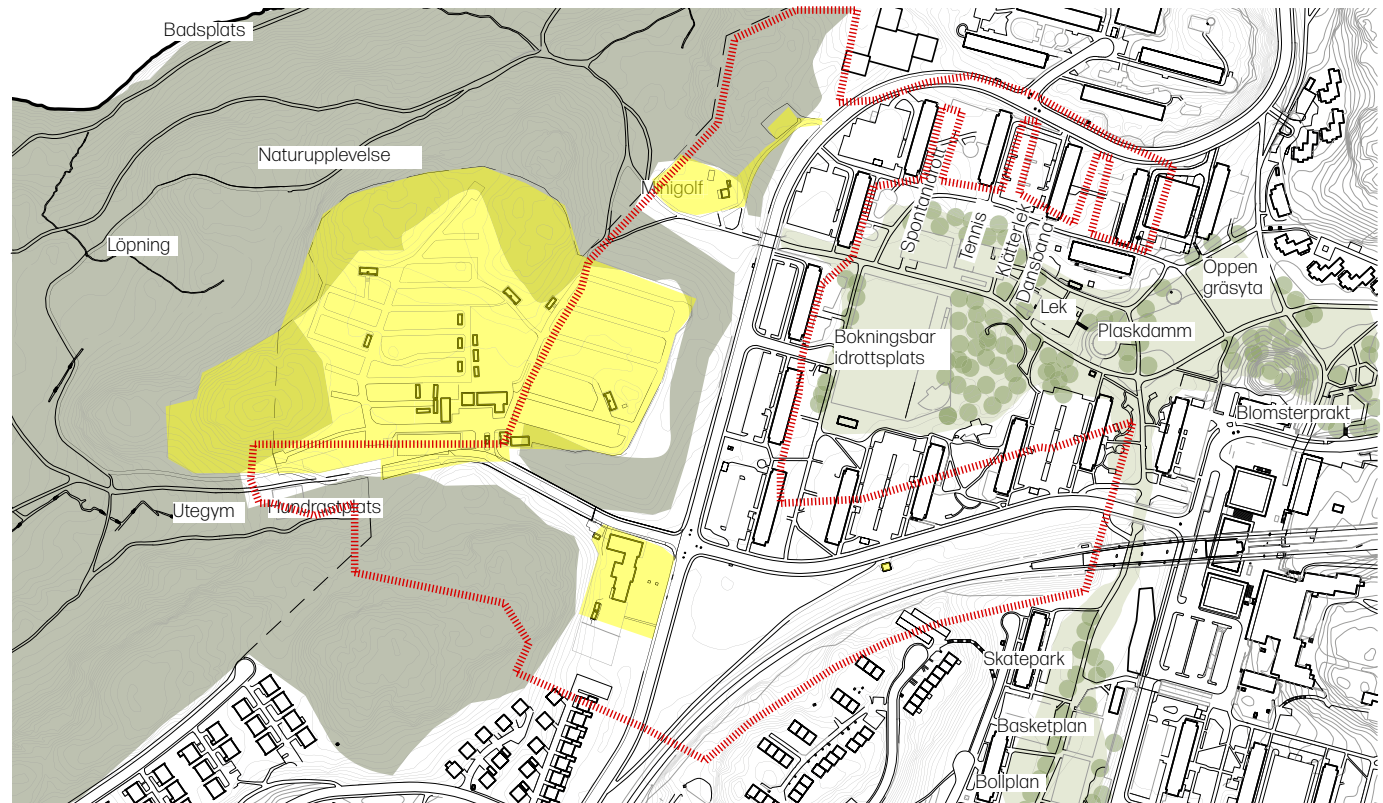 Badsplats
Naturupplevelse
Minigolf
Löpning
Spontanidrott
Tennis
Klätterlek
Dansbana
Öppen
gräsyta
Lek
Plaskdamm
Bokningsbar
idrottsplats
Blomsterprakt
Utegym
Hundrastplats
Skatepark
Basketplan
Bollplan